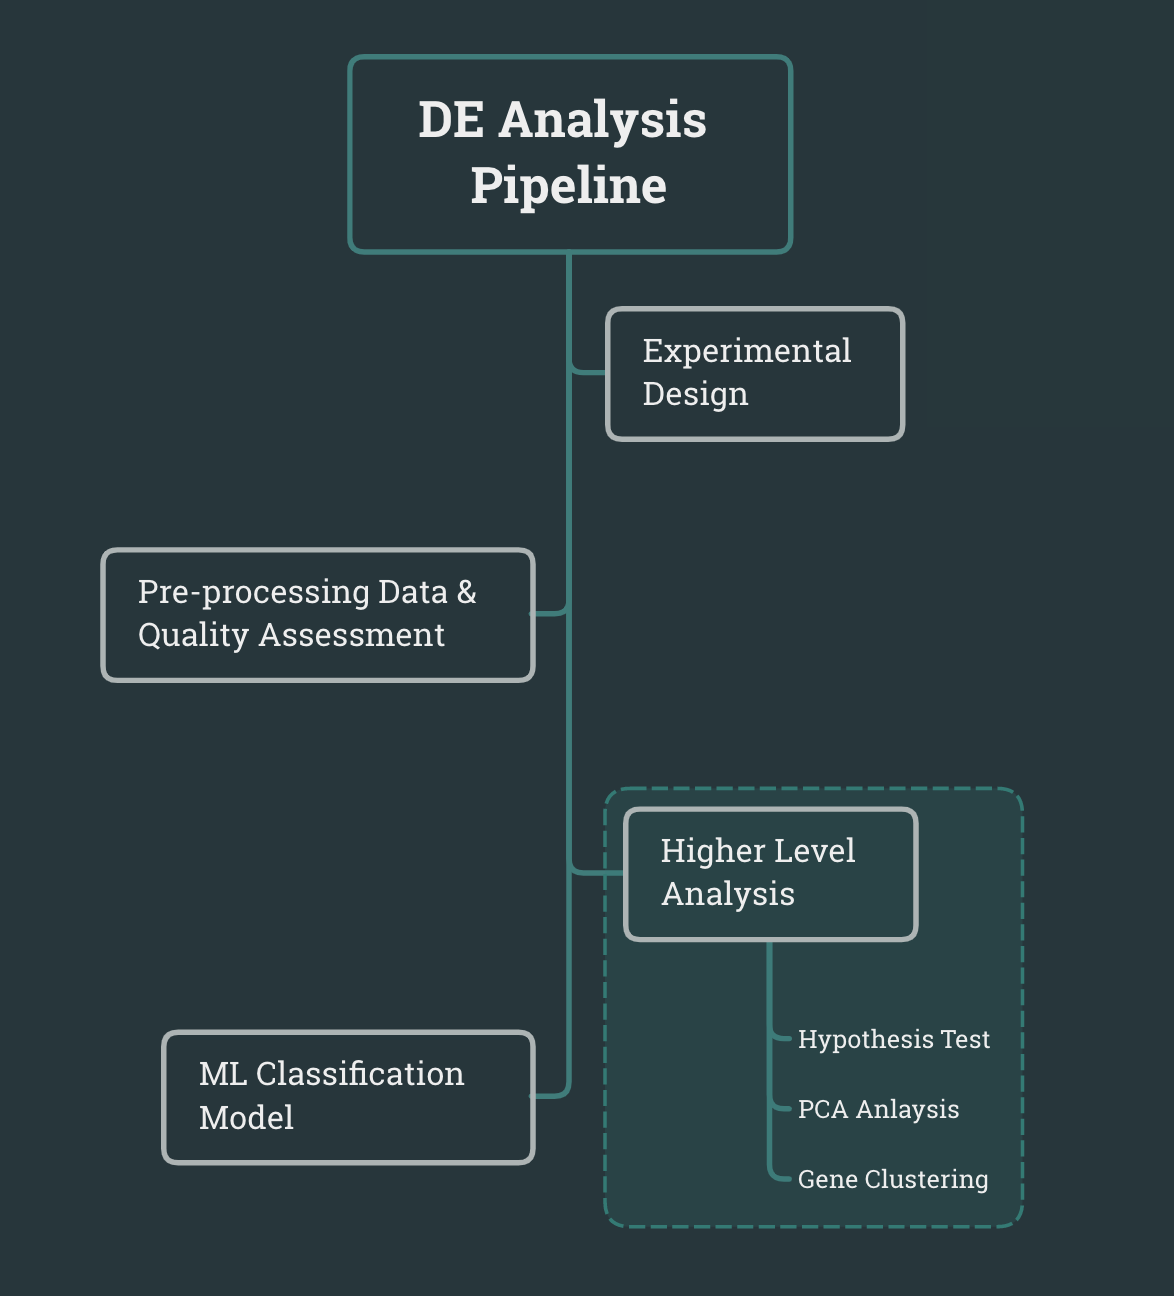 DE Analysis
Pipeline
Experimental
Design
Pre-processing Data &
Quality Assessment
Higher Level
Analysis
Hypothesis Test
PCA Anlaysis
Gene Clustering
ML Classification
Model